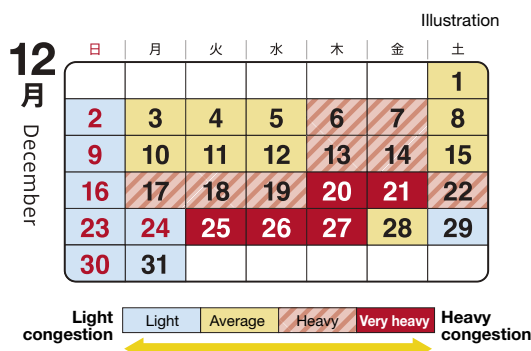 Illustration
12
月
December
日 月 火 水 木 金 土
1
2 3 4 5 6 7 8
9 10 11 12 13 14 15
16 17 18 19 20 21 22
23 24 25 26 27 28 29
30 31
Light
congestion
Light Average Heavy Very heavy
Heavy
congestion